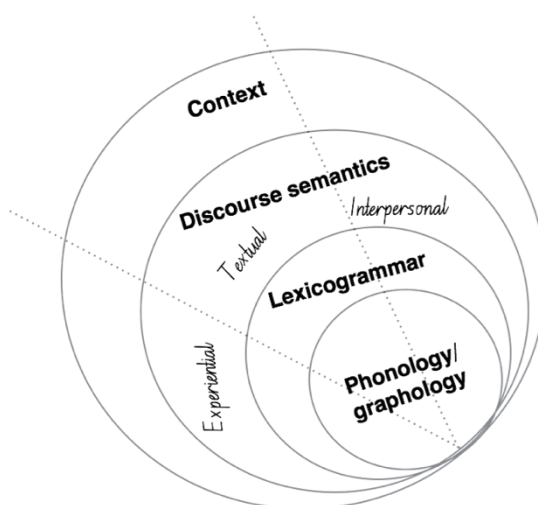 Context
Discourse semantics
Interpersonal
Textual
Lexicogrammar
Experiential
Phonology/
graphology